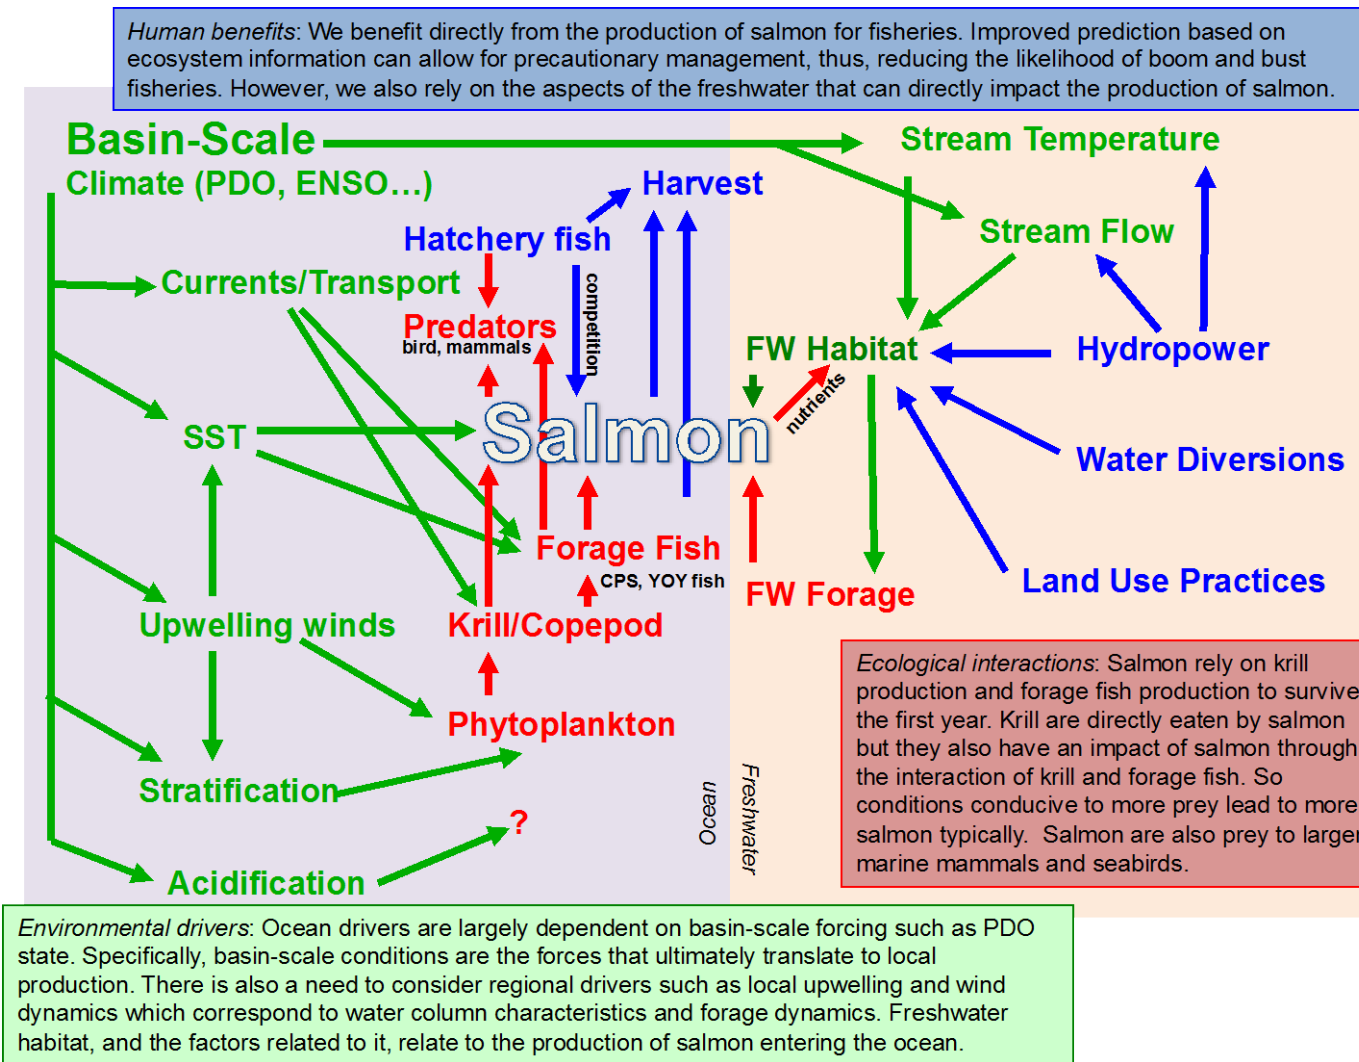 Human benefits: We benefit directly from the production of salmon for fisheries. Improved prediction based on
ecosystem information can allow for precautionary management, thus, reducing the likelihood of boom and bust
fisheries. However, we also rely on the aspects of the freshwater that can directly impact the production of salmon.
Basin-Scale
Climate (PDO, ENSO…)
Harvest
Stream Temperature
Hatchery fish
Stream Flow
Currents/Transport
competition
Predators
bird, mammals
FW Habitat
Hydropower
nutrients
Salmon
SST
Water Diversions
Forage Fish
CPS, YOY fish
FW Forage
Land Use Practices
Upwelling winds
Krill/Copepod
Phytoplankton
Stratification
?
Acidification
Ocean
Freshwater
Ecological interactions: Salmon rely on krill
production and forage fish production to survive
the first year. Krill are directly eaten by salmon
but they also have an impact of salmon through
the interaction of krill and forage fish. So
conditions conducive to more prey lead to more
salmon typically.  Salmon are also prey to larger
marine mammals and seabirds.
Environmental drivers: Ocean drivers are largely dependent on basin-scale forcing such as PDO
state. Specifically, basin-scale conditions are the forces that ultimately translate to local
production. There is also a need to consider regional drivers such as local upwelling and wind
dynamics which correspond to water column characteristics and forage dynamics. Freshwater
habitat, and the factors related to it, relate to the production of salmon entering the ocean.